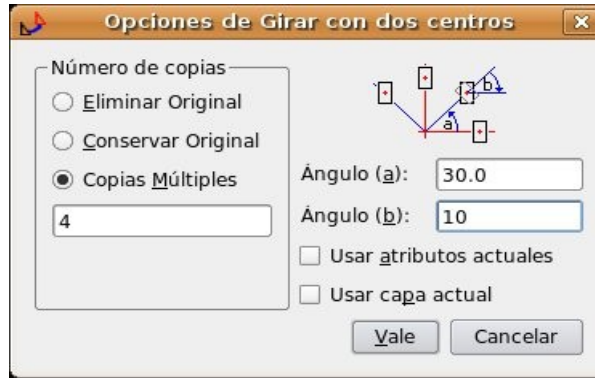 Opciones de Girar con dos centros
Número de copias
Eliminar Original
Conservar Original
Copias Múltiples
4
b
a
Ángulo (a):
30.0
Ángulo (b):
10
Usar atributos actuales
Usar capa actual
Vale
Cancelar